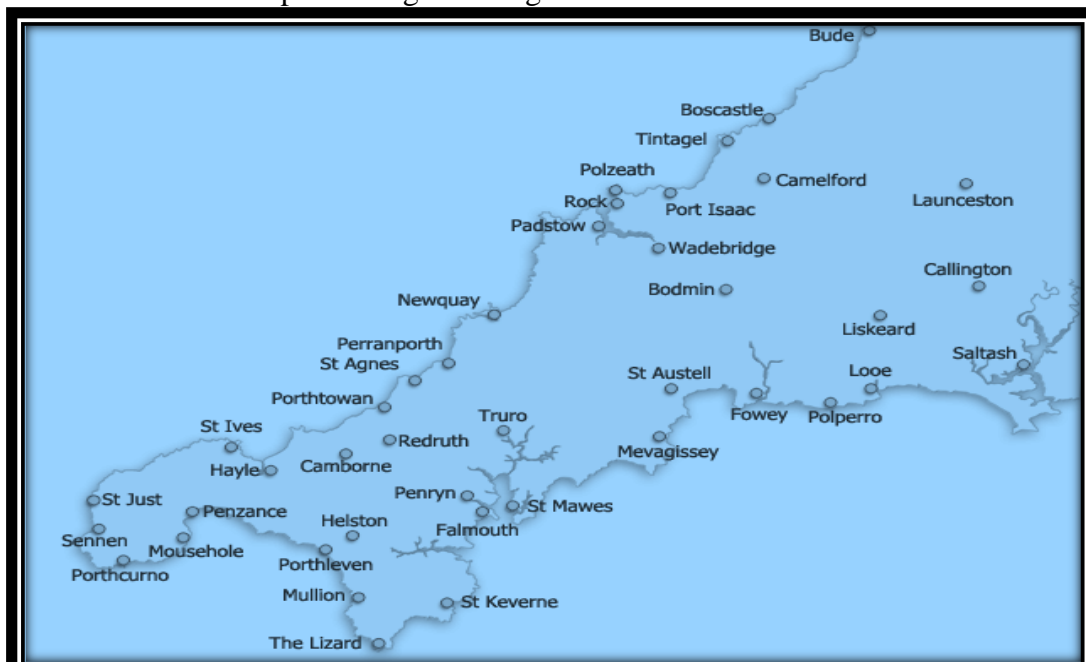 Bude
Boscastle
Tintagel
Polzeath
Camelford
Launceston
Rock
Port Isaac
Padstow
Wadebridge
Callington
Bodmin
Newquay
Liskeard
Perranporth
Saltash
St Agnes
St Austell
Looe
Porthtowan
Fowey
Polperro
Truro
St Ives
Redruth
Mevagissey
Hayle
Camborne
Penryn
St Just
St Mawes
Penzance
Helston
Falmouth
Sennen
Mousehole
Porthleven
Porthcurno
Mullion
St Keverne
The Lizard